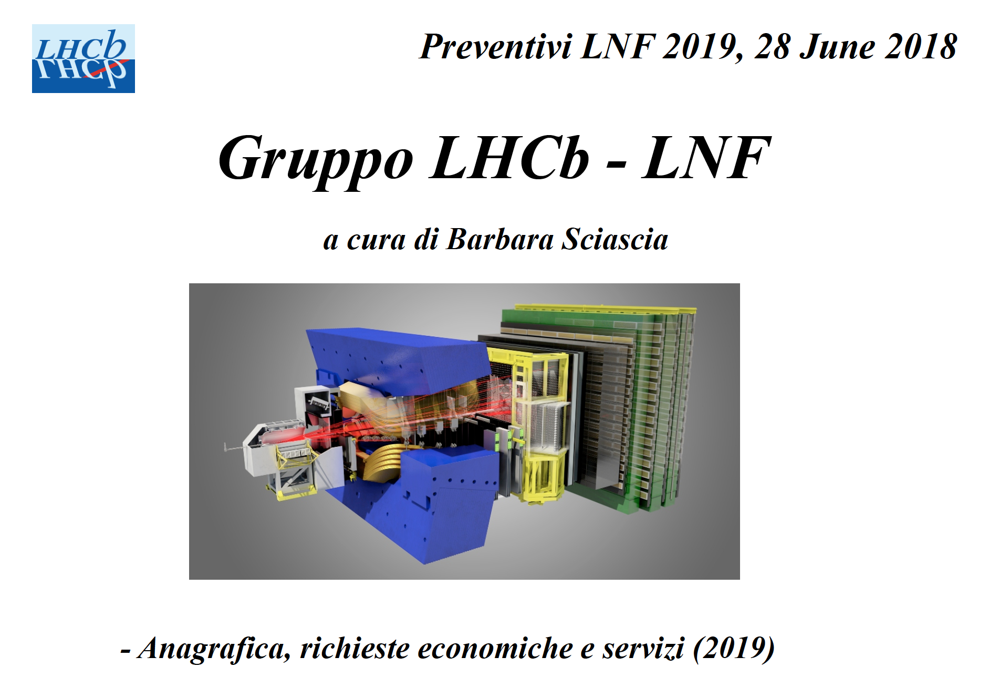 LHCb
Preventivi LNF 2019, 28 June 2018
LHCb
Gruppo LHCb - LNF
a cura di Barbara Sciascia
- Anagrafica, richieste economiche e servizi (2019)